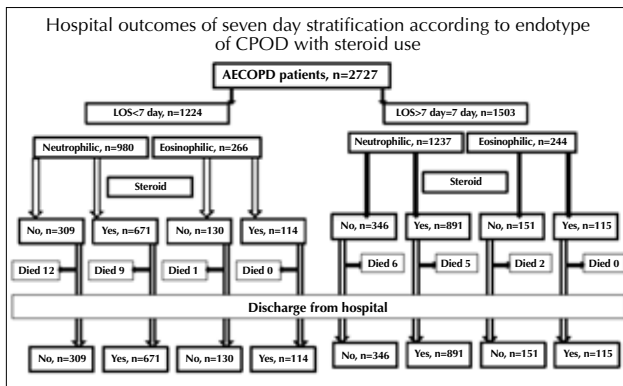 Hospital outcomes of seven day stratification according to endotype
of CPOD with steroid use
AECOPD patients, n=2727
LOS<7 day, n=1224
LOS>7 day=7 day, n=1503
Neutrophilic, n=980
Eosinophilic, n=266
Neutrophilic, n=1237
Eosinophilic, n=244
Steroid
Steroid
No, n=309
Yes, n=671
No, n=130
Yes, n=114
No, n=346
Yes, n=891
No, n=151
Yes, n=115
Died 12
Died 9
Died 1
Died 0
Died 6
Died 5
Died 2
Died 0
Discharge from hospital
No, n=309
Yes, n=671
No, n=130
Yes, n=114
No, n=346
Yes, n=891
No, n=151
Yes, n=115